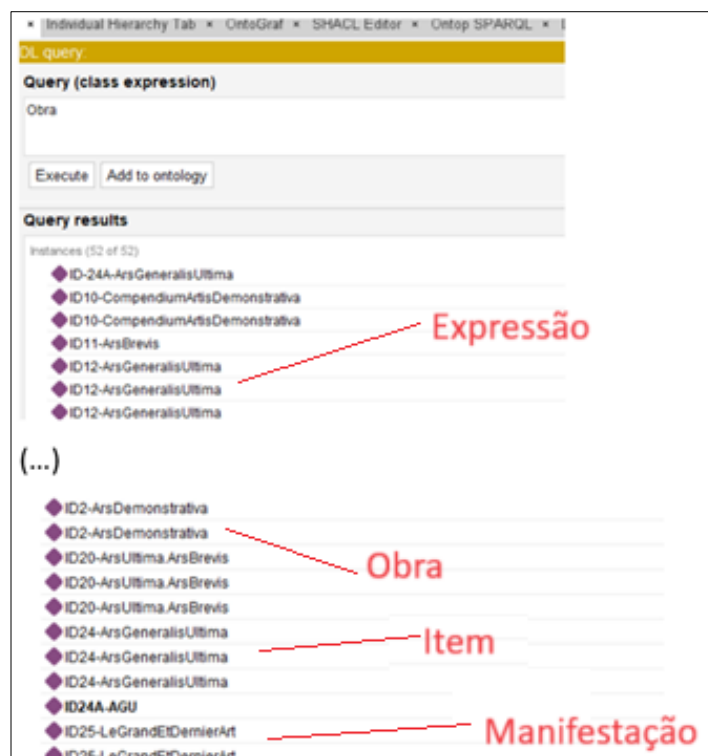 × Individual Hierarchy Tab × OntoGraf × SHACL Editor × Ontop SPARQL ×
DL query:
Query (class expression)
Obra
Execute Add to ontology
Query results
Instances (52 of 52)
ID-24A-ArsGeneralisUltima
ID10-CompendiumArtisDemonstrativa
ID10-CompendiumArtisDemonstrativa
Expressão
ID11-ArsBrevis
ID12-ArsGeneralisUltima
ID12-ArsGeneralisUltima
ID12-ArsGeneralisUltima
(...)
ID2-ArsDemonstrativa
ID2-ArsDemonstrativa
ID20-ArsUltima.ArsBrevis
Obra
ID20-ArsUltima.ArsBrevis
ID20-ArsUltima.ArsBrevis
ID24-ArsGeneralisUltima
Item
ID24-ArsGeneralisUltima
ID24-ArsGeneralisUltima
ID24A-AGU
ID25-LeGrandEtDernierArt
Manifestação
ID25-LeGrandEtDernierArt